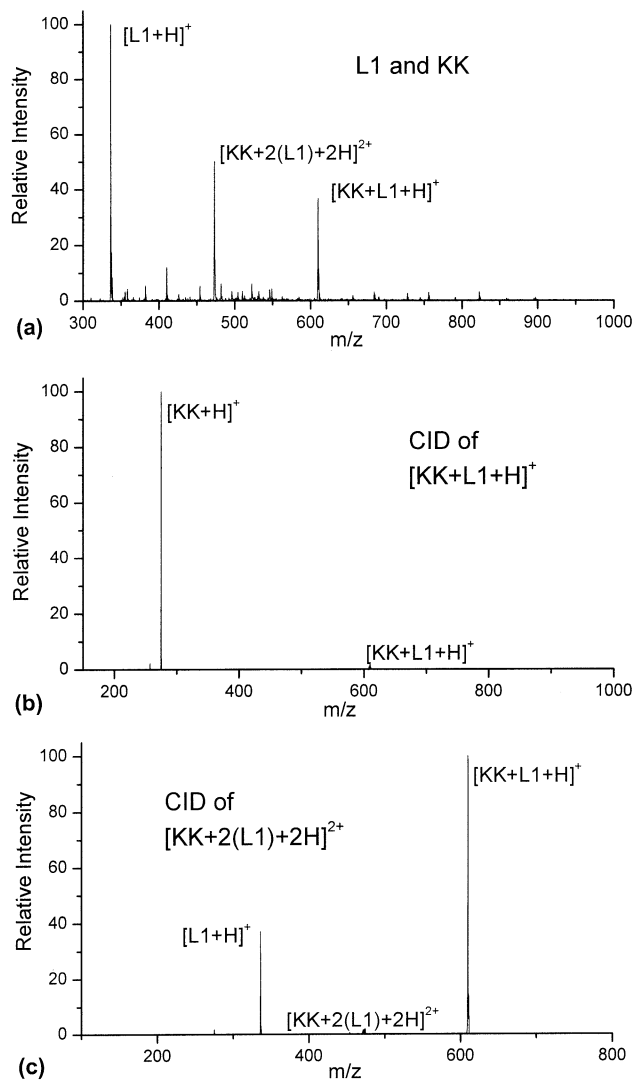 100
[L1+H]⁺
L1 and KK
80
Relative Intensity
60
[KK+2(L1)+2H]²⁺
40
[KK+L1+H]⁺
20
0
300 400 500 600 700 800 900 1000
(a)
m/z
100
[KK+H]⁺
CID of
[KK+L1+H]⁺
80
Relative Intensity
60
40
20
[KK+L1+H]⁺
0
200 400 600 800 1000
(b)
m/z
100
[KK+L1+H]⁺
CID of
[KK+2(L1)+2H]²⁺
80
Relative Intensity
60
40
[L1+H]⁺
20
[KK+2(L1)+2H]²⁺
0
200 400 600 800
(c)
m/z